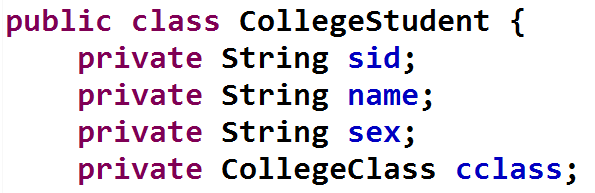 public class CollegeStudent {
    private String sid;
    private String name;
    private String sex;
    private CollegeClass cclass;